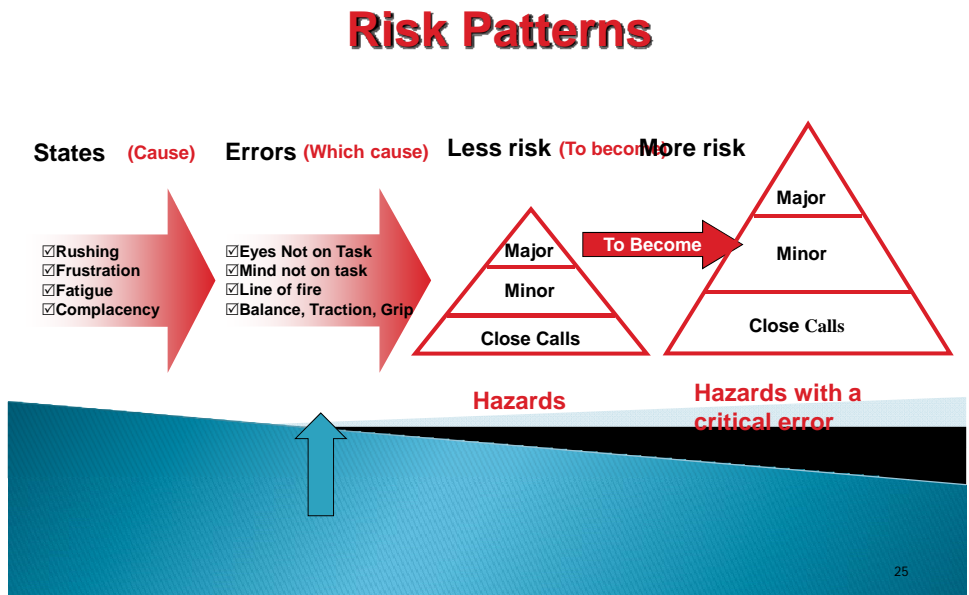 Risk Patterns
States (Cause)
Errors (Which cause)
Less risk (To become)
More risk
☑Rushing
☑Frustration
☑Fatigue
☑Complacency
☑Eyes Not on Task
☑Mind not on task
☑Line of fire
☑Balance, Traction, Grip
Major
Minor
Close Calls
To Become
Major
Minor
Close Calls
Hazards
Hazards with a
critical error
25